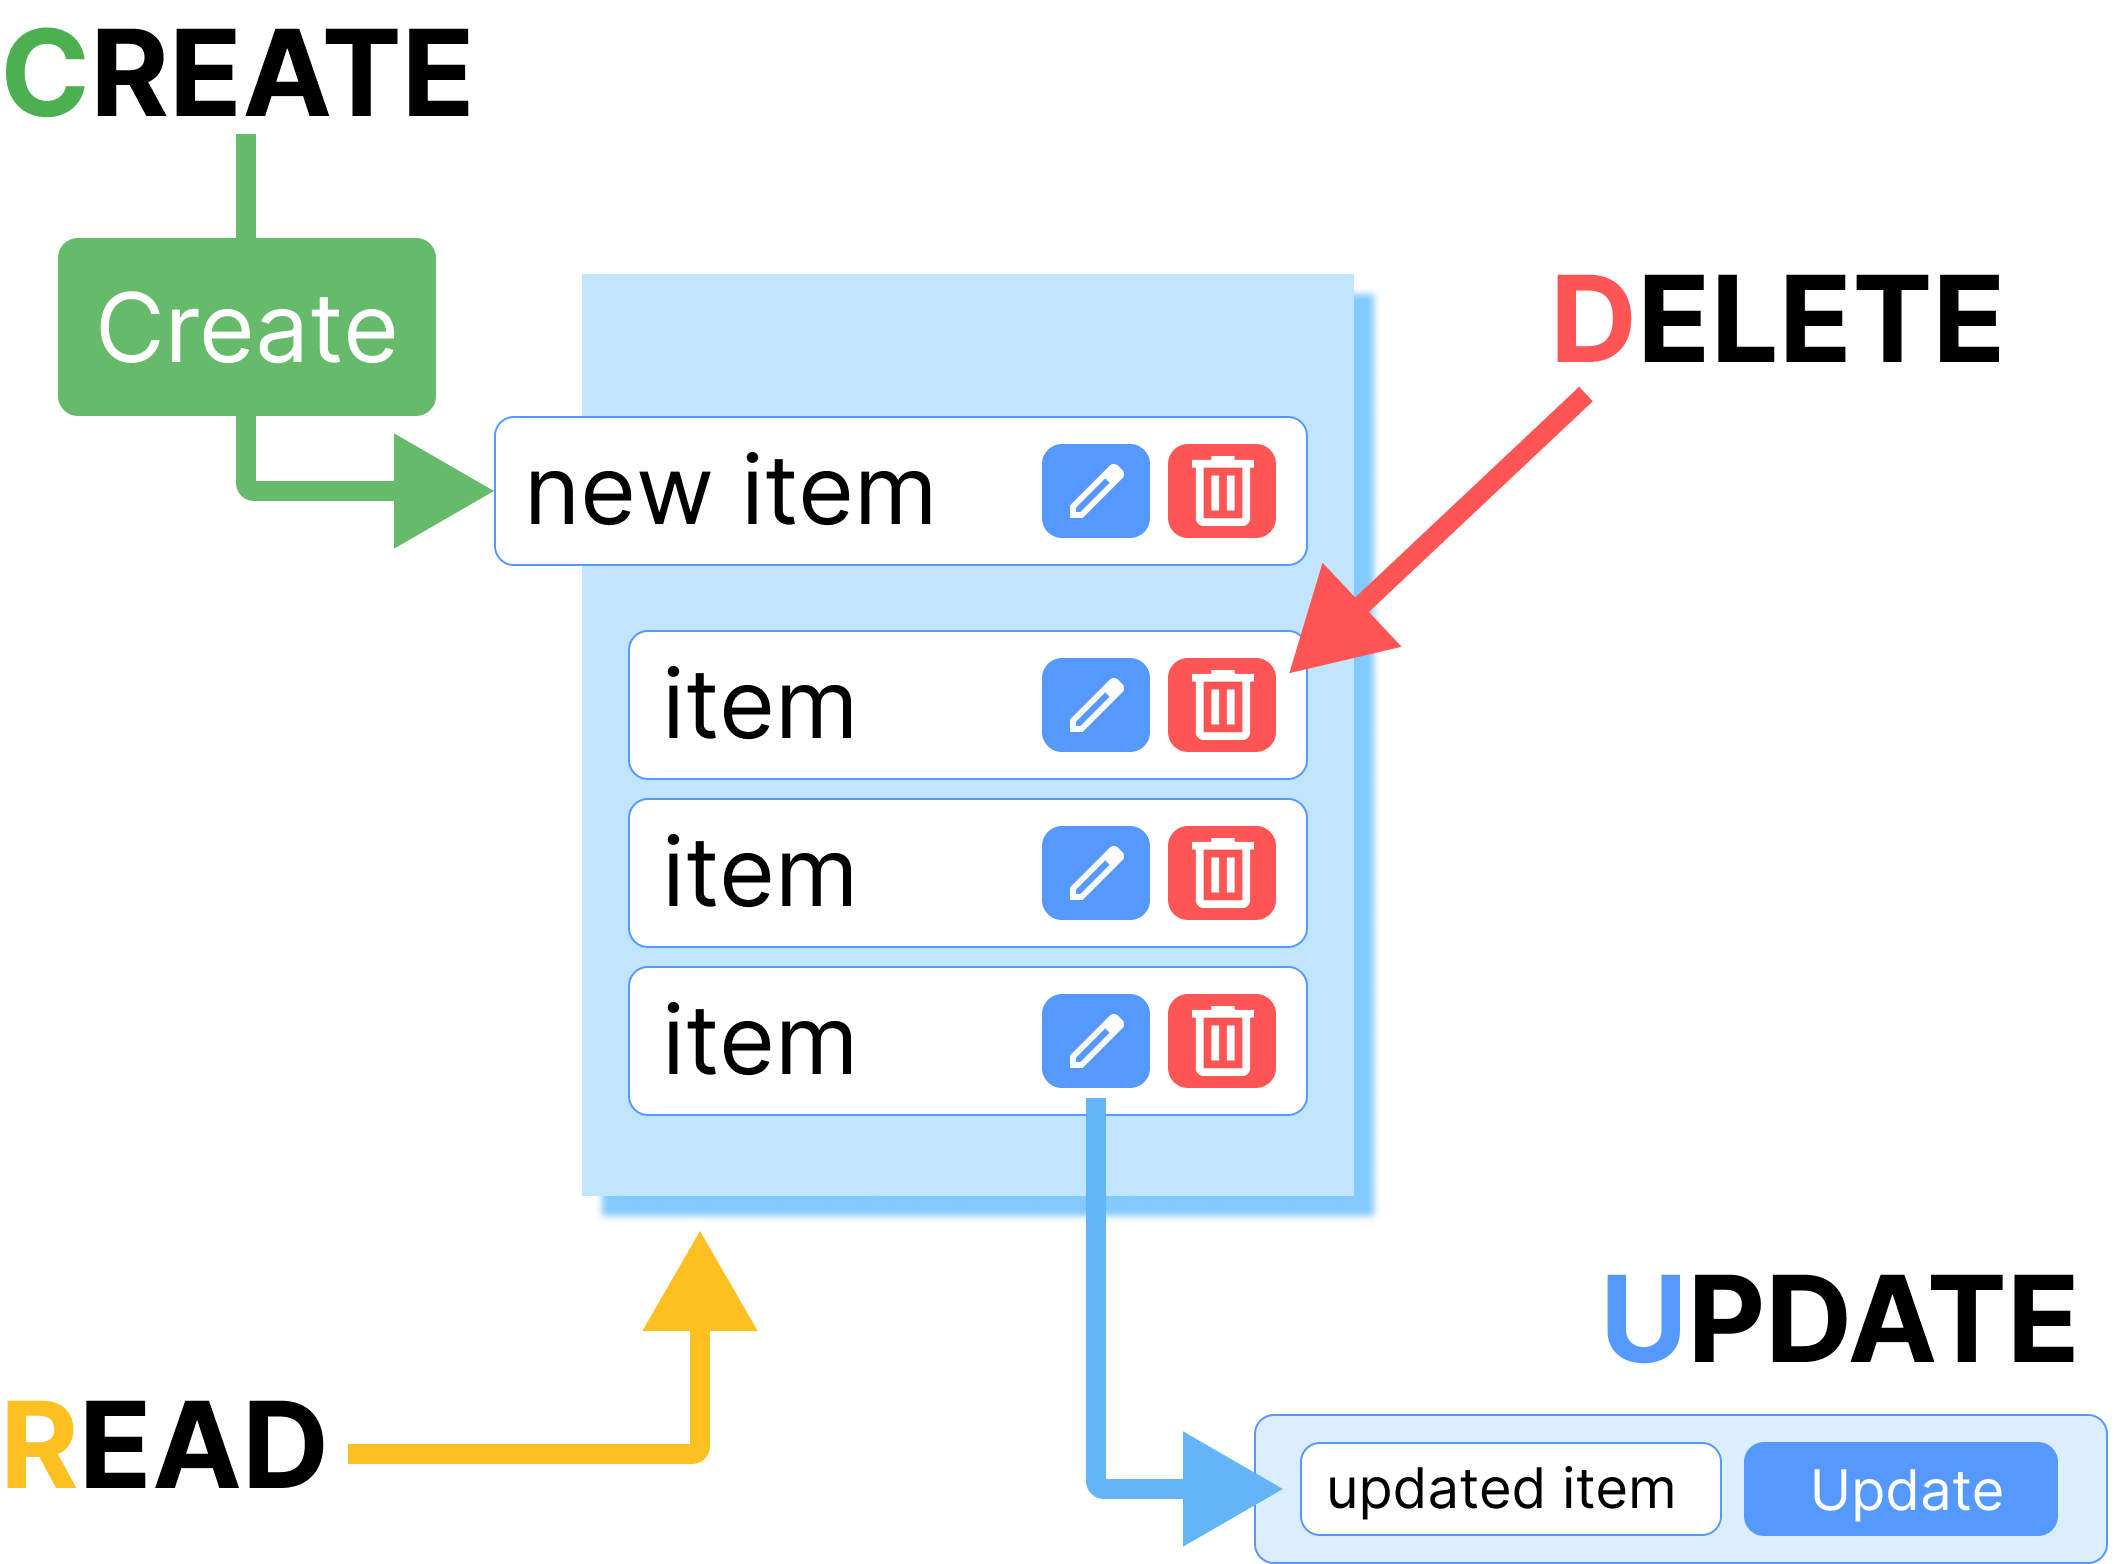 CREATE
Create
DELETE
new item
item
item
item
UPDATE
READ
updated item
Update